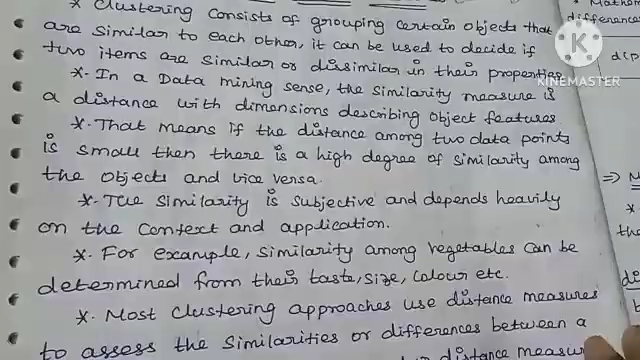 * Clustering consists of grouping certain objects that
are similar to each other, it can be used to decide if
two items are similar or dissimilar in their properties
*. In a Data mining sense, the similarity measure is
a distance with dimensions describing object features.
*. That means if the distance among two data points
is small then there is a high degree of similarity among
the objects and vice versa.
*. The similarity is subjective and depends heavily
on the context and application.
*. For example, similarity among vegetables can be
determined from their taste, size, colour etc.
*. Most clustering approaches use distance measures
to assess the similarities or differences between a
distance measu
* Mathem
difference
d(P
K
KINEMASTER
⇒
*.
the